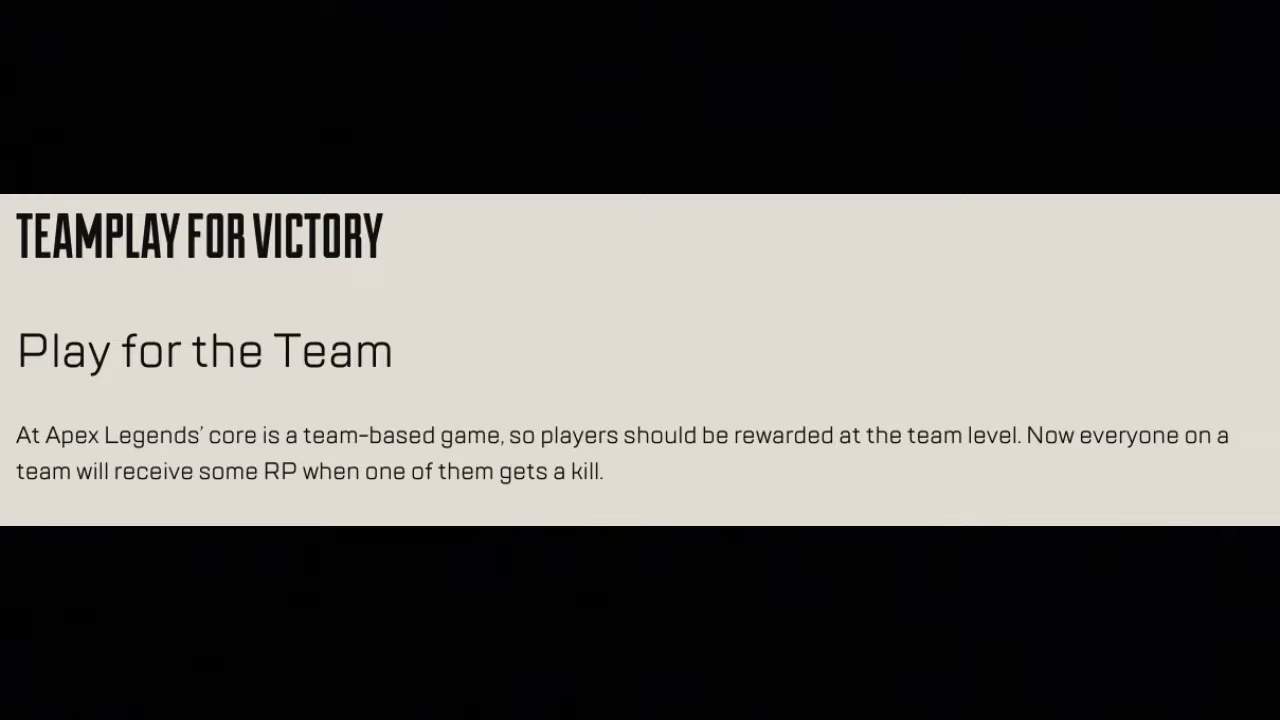 TEAMPLAY FOR VICTORY
Play for the Team
At Apex Legends’ core is a team-based game, so players should be rewarded at the team level. Now everyone on a
team will receive some RP when one of them gets a kill.